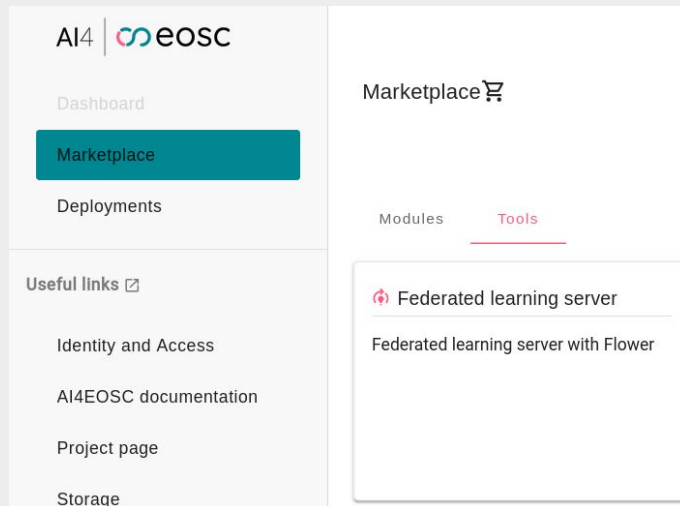 AI4 eosc
Dashboard
Marketplace
Deployments
Useful links
Identity and Access
AI4EOSC documentation
Project page
Storage
Marketplace
Modules Tools
Federated learning server
Federated learning server with Flower